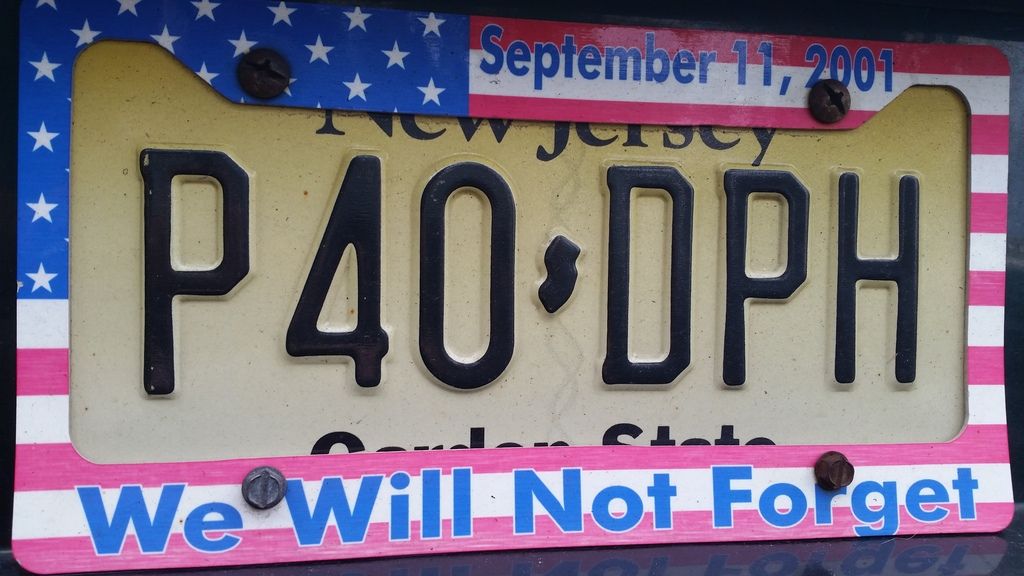 September 11, 2001
New Jersey
P40 DPH
Garden State
We Will Not Forget